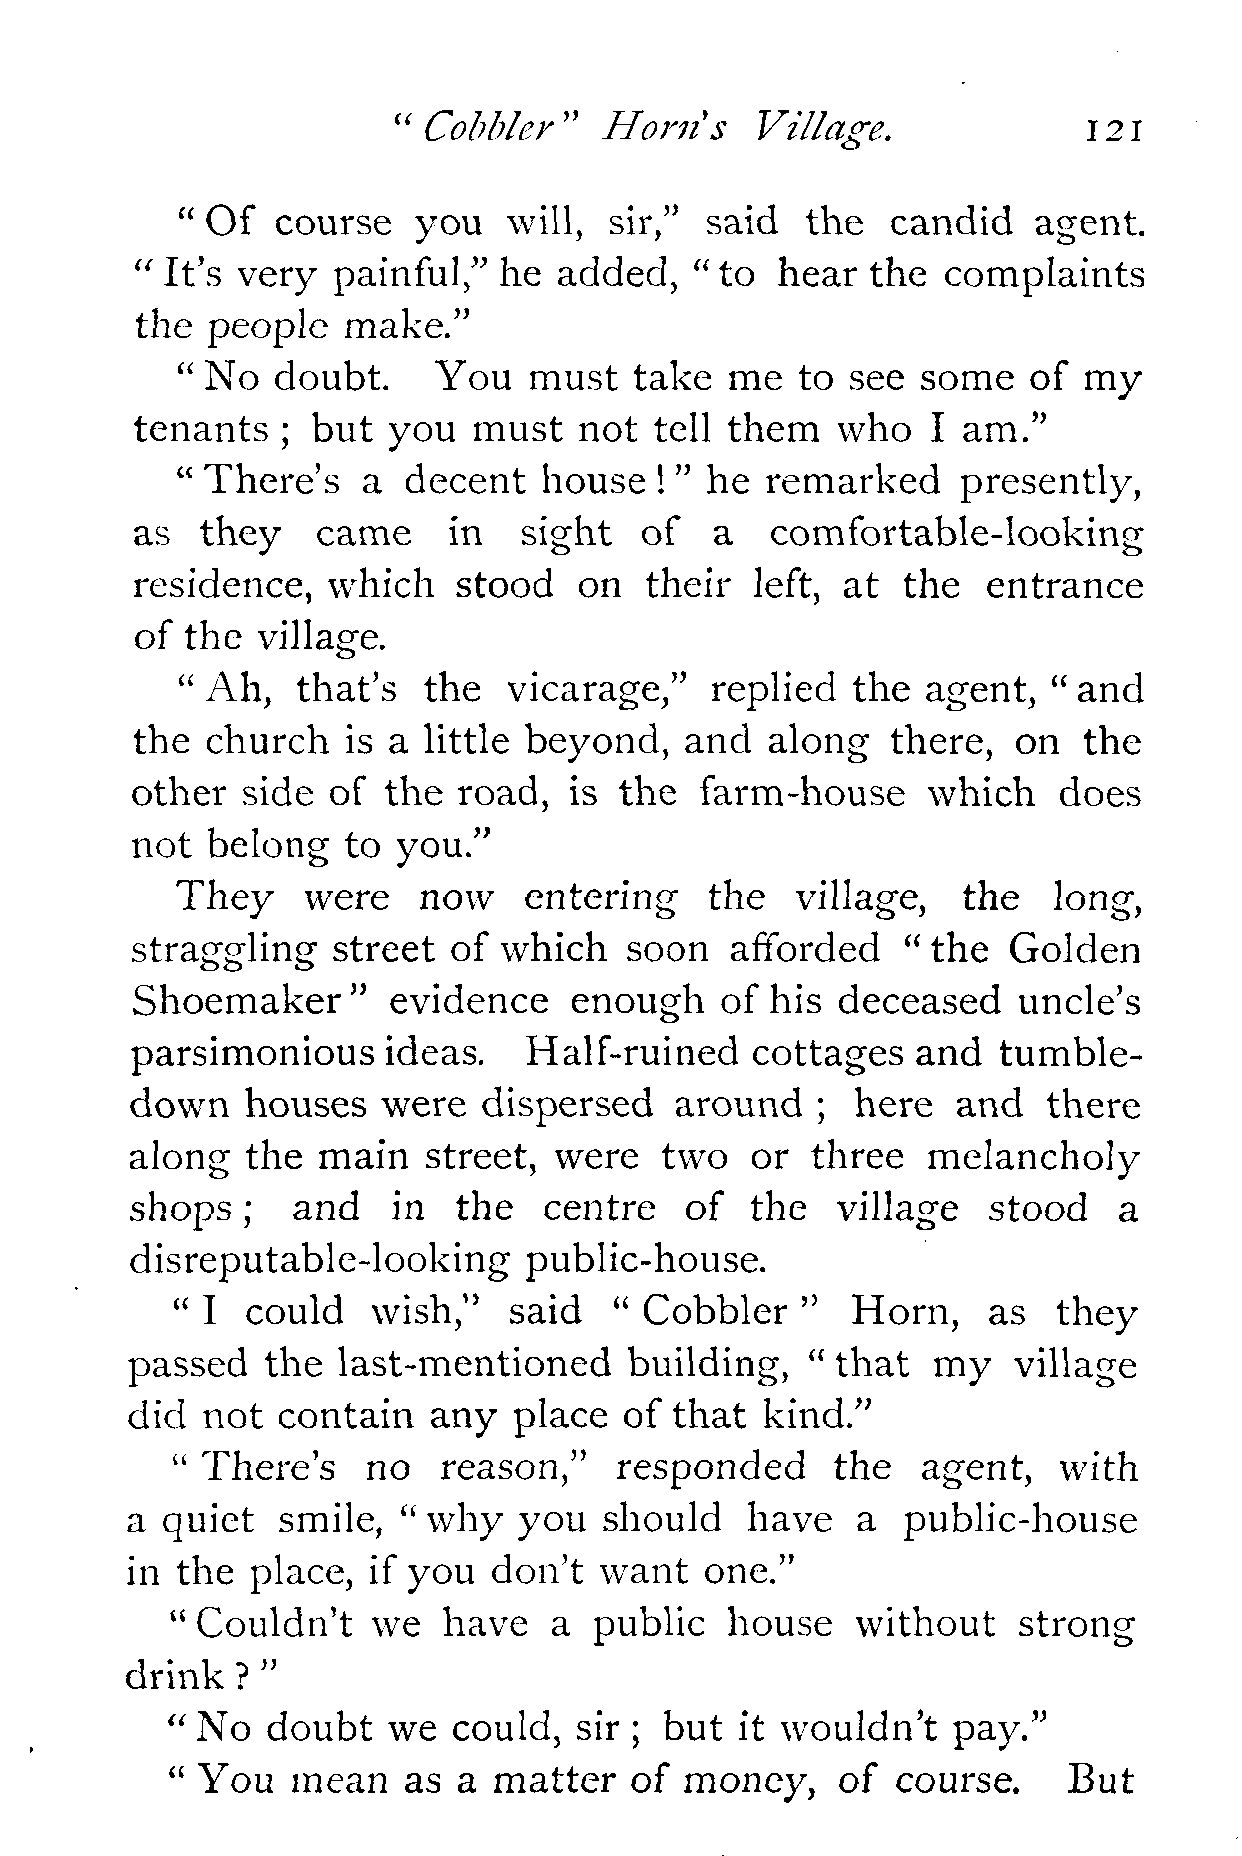 “ Cobbler ” Horn's Village. 121
“ Of course you will, sir,” said the candid agent.
“ It’s very painful,” he added, “ to hear the complaints
the people make.”
“ No doubt. You must take me to see some of my
tenants ; but you must not tell them who I am.”
“ There’s a decent house ! ” he remarked presently,
as they came in sight of a comfortable-looking
residence, which stood on their left, at the entrance
of the village.
“ Ah, that’s the vicarage,” replied the agent, “ and
the church is a little beyond, and along there, on the
other side of the road, is the farm-house which does
not belong to you.”
They were now entering the village, the long,
straggling street of which soon afforded “ the Golden
Shoemaker ” evidence enough of his deceased uncle’s
parsimonious ideas. Half-ruined cottages and tumble-
down houses were dispersed around ; here and there
along the main street, were two or three melancholy
shops ; and in the centre of the village stood a
disreputable-looking public-house.
“ I could wish,” said “ Cobbler ” Horn, as they
passed the last-mentioned building, “ that my village
did not contain any place of that kind.”
“ There’s no reason,” responded the agent, with
a quiet smile, “ why you should have a public-house
in the place, if you don’t want one.”
“ Couldn’t we have a public house without strong
drink ? ”
“ No doubt we could, sir ; but it wouldn’t pay.”
“ You mean as a matter of money, of course. But